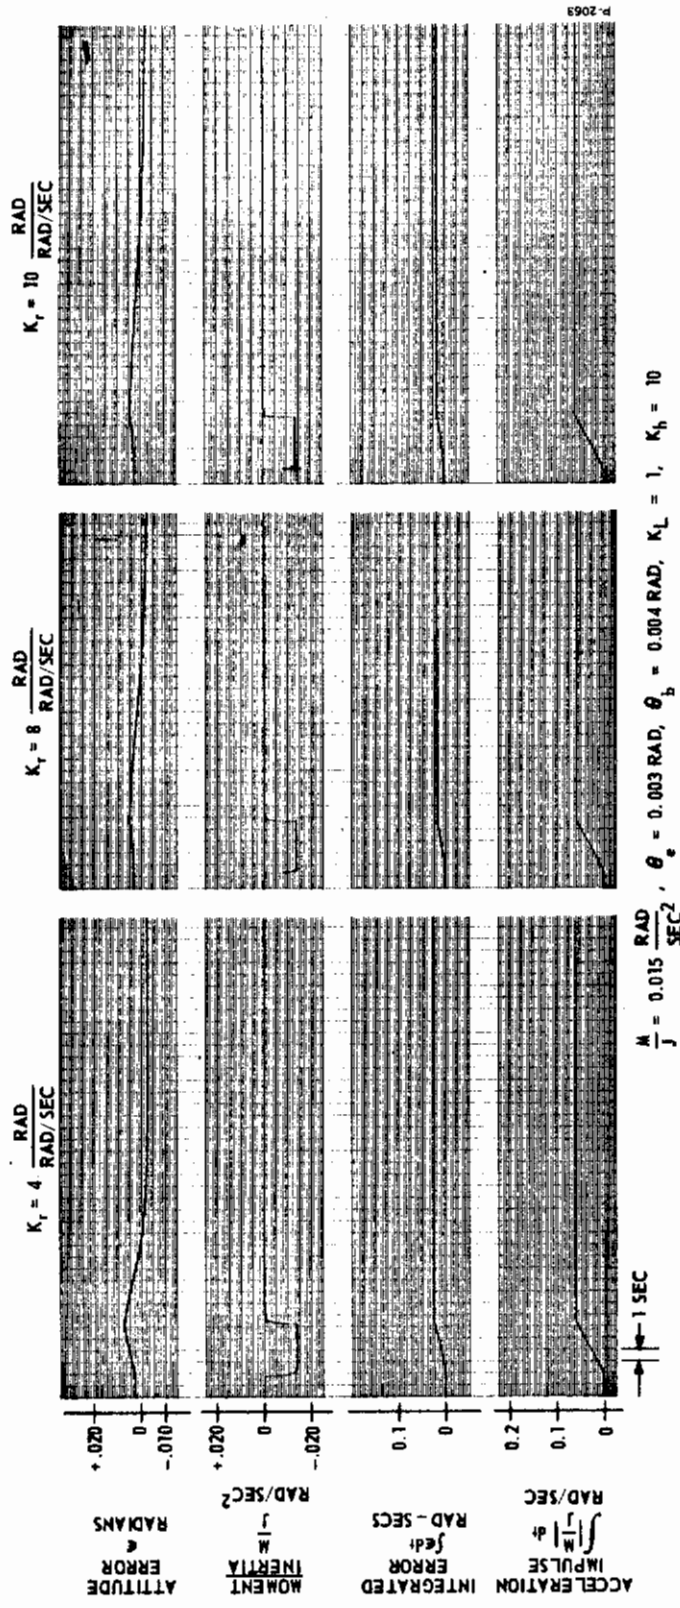 K_r = 4 RAD / RAD/SEC
K_r = 8 RAD / RAD/SEC
K_r = 10 RAD / RAD/SEC
ATTITUDE
ERROR
ϵ
RADIANS
+.020
0
-.010
MOMENT
INERTIA
M
J
RAD/SEC²
+.020
0
-.020
INTEGRATED
ERROR
∫ϵdt
RAD-SECS
0.1
0
ACCELERATION
IMPULSE
∫|M/J| dt
RAD/SEC
0.2
0.1
0
1 SEC
M/J = 0.015 RAD/SEC², θ_e = 0.003 RAD, θ_b = 0.004 RAD, K_L = 1, K_h = 10
P-2063